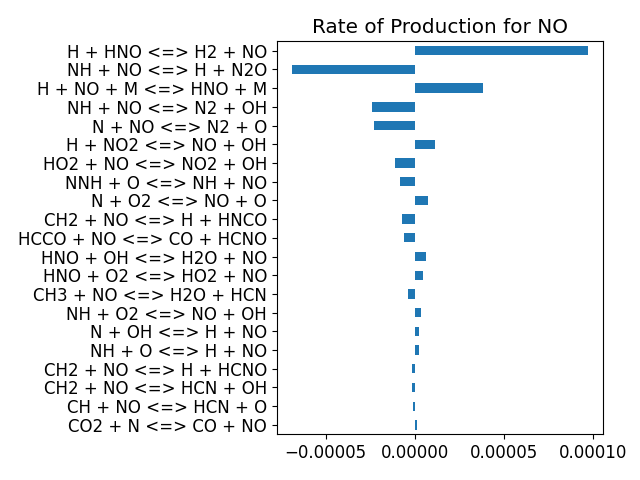 Rate of Production for NO
H + HNO <=> H2 + NO
NH + NO <=> H + N2O
H + NO + M <=> HNO + M
NH + NO <=> N2 + OH
N + NO <=> N2 + O
H + NO2 <=> NO + OH
HO2 + NO <=> NO2 + OH
NNH + O <=> NH + NO
N + O2 <=> NO + O
CH2 + NO <=> H + HNCO
HCCO + NO <=> CO + HCNO
HNO + OH <=> H2O + NO
HNO + O2 <=> HO2 + NO
CH3 + NO <=> H2O + HCN
NH + O2 <=> NO + OH
N + OH <=> H + NO
NH + O <=> H + NO
CH2 + NO <=> H + HCNO
CH2 + NO <=> HCN + OH
CH + NO <=> HCN + O
CO2 + N <=> CO + NO
−0.00005 0.00000 0.00005 0.00010